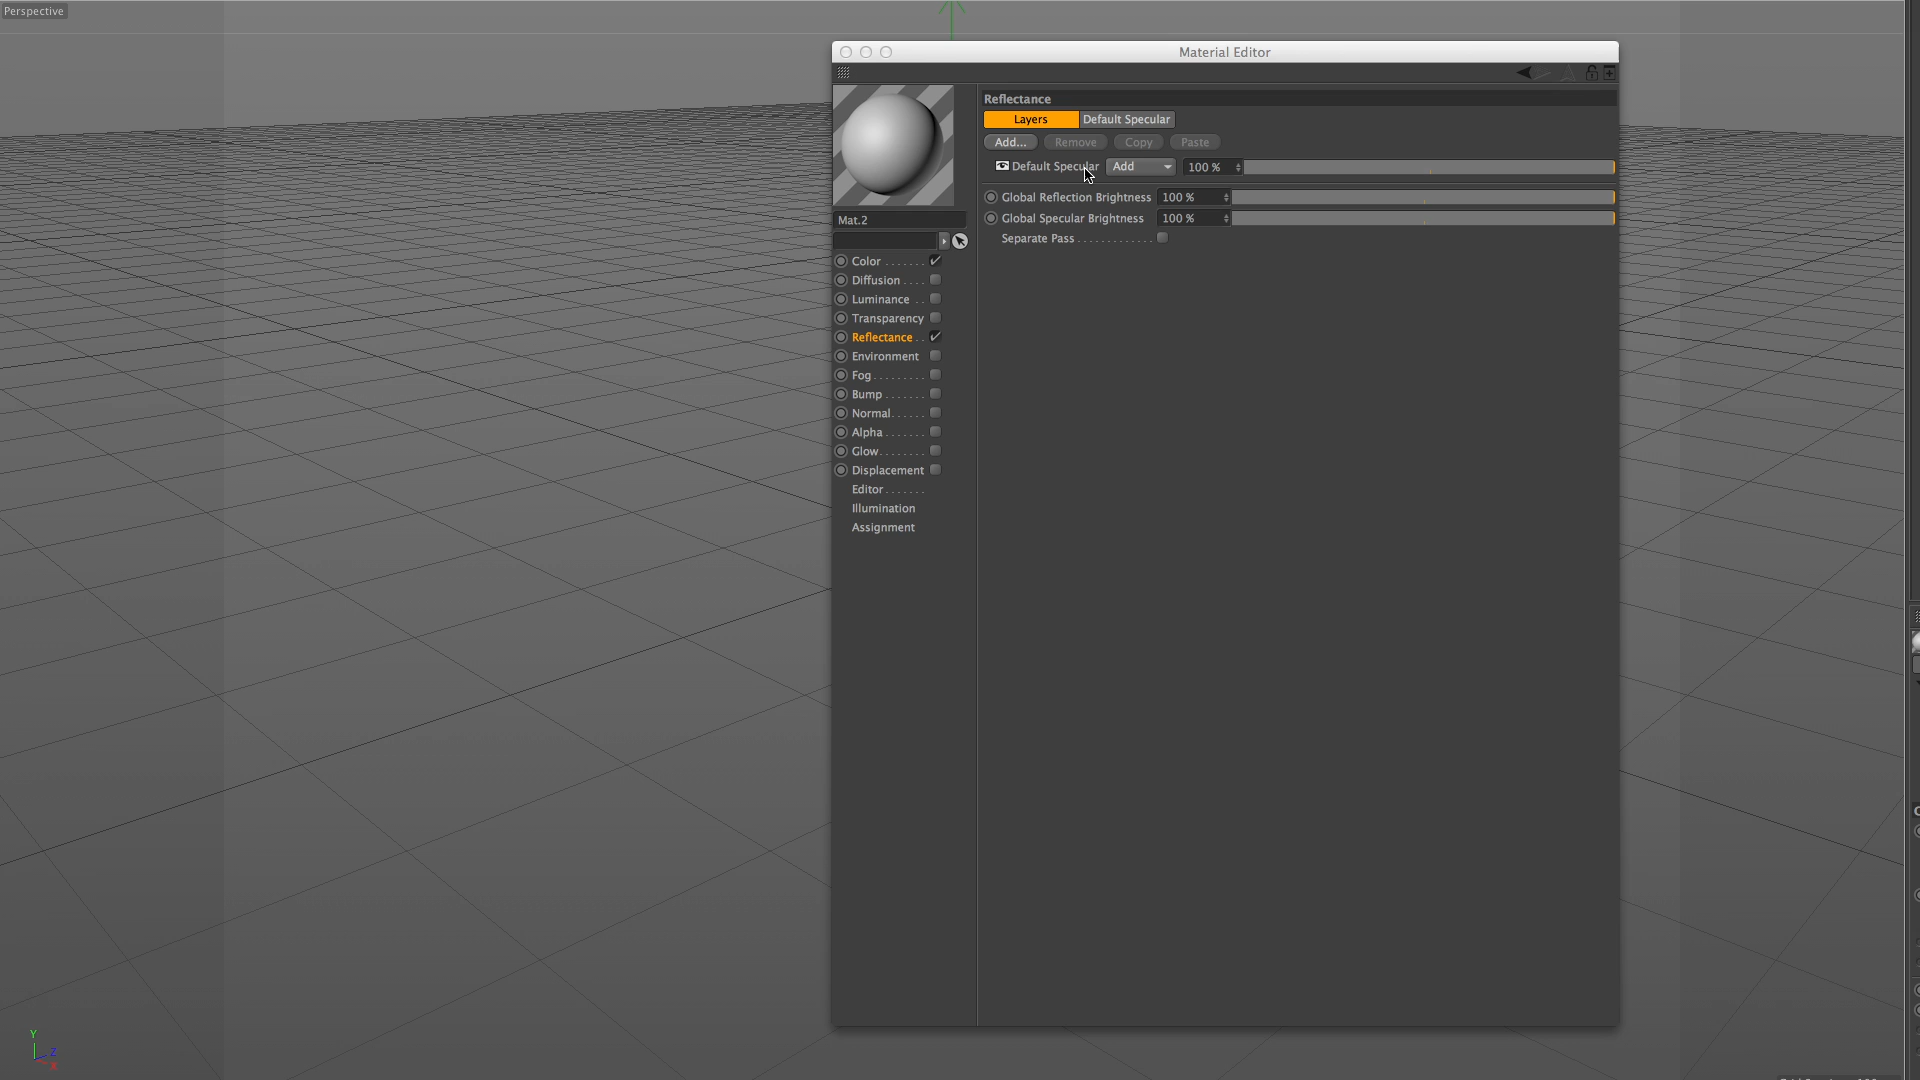 Perspective
Material Editor
Reflectance
Layers
Default Specular
Add...
Remove
Copy
Paste
Default Specular
Add
100 %
Global Reflection Brightness
100 %
Global Specular Brightness
100 %
Separate Pass . . . . . . . . . . . .
Mat.2
Color . . . . . . .
Diffusion . . . .
Luminance . .
Transparency
Reflectance . .
Environment
Fog . . . . . . . . .
Bump . . . . . . .
Normal . . . . . .
Alpha . . . . . . .
Glow . . . . . . . .
Displacement
Editor . . . . . . .
Illumination
Assignment
Y
Z
X